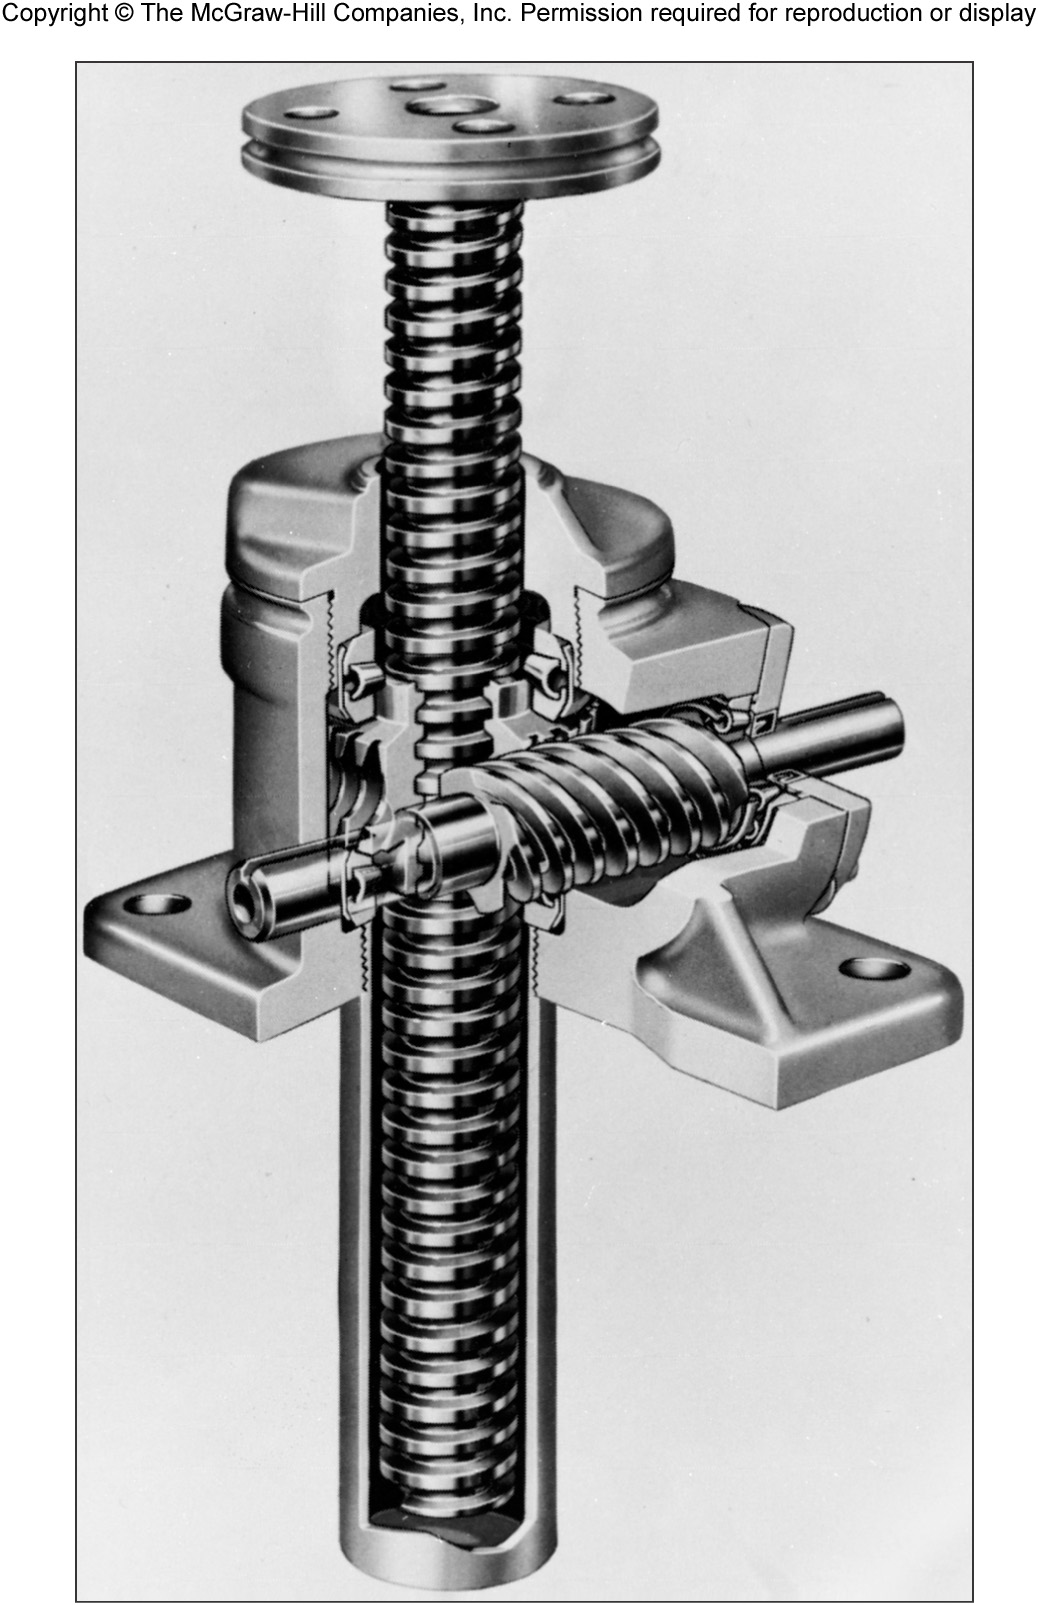 Copyright © The McGraw-Hill Companies, Inc. Permission required for reproduction or display